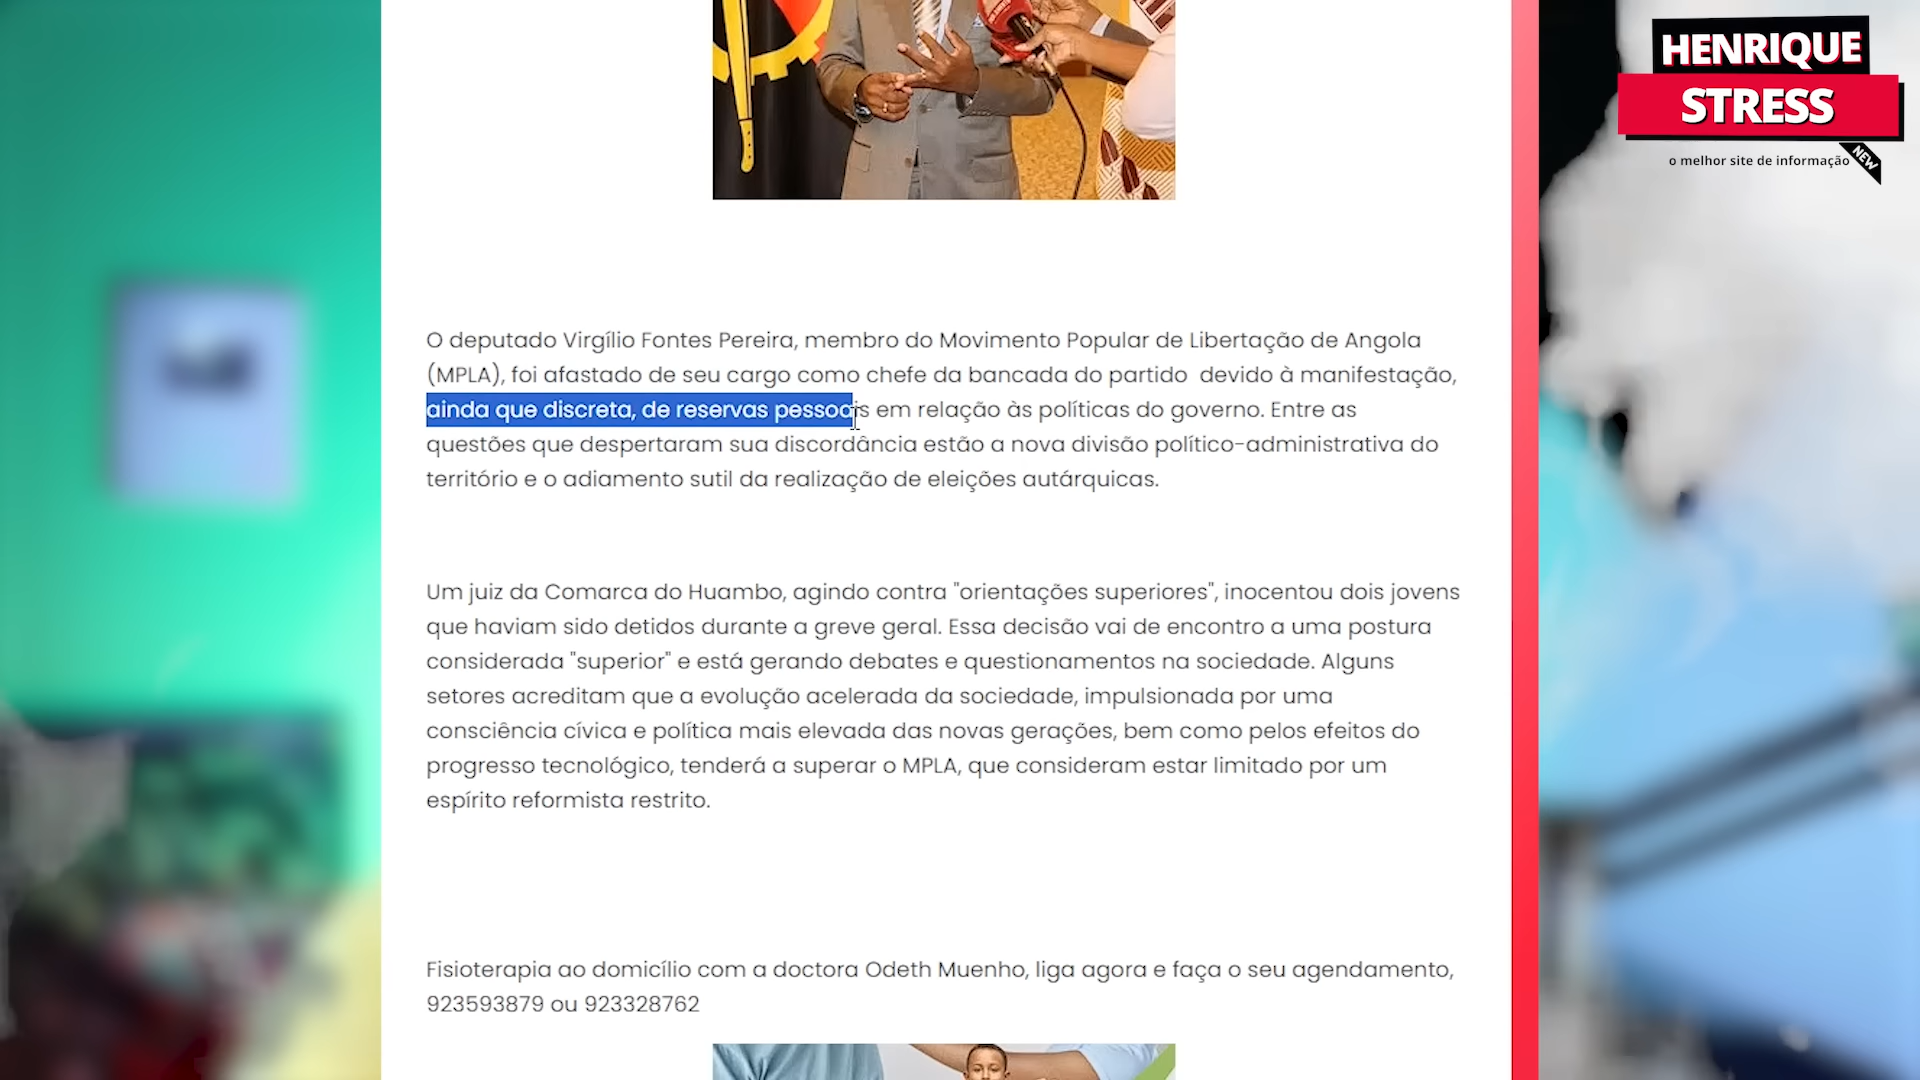 HENRIQUE
STRESS
o melhor site de informação
NEW
O deputado Virgílio Fontes Pereira, membro do Movimento Popular de Libertação de Angola
(MPLA), foi afastado de seu cargo como chefe da bancada do partido devido à manifestação,
ainda que discreta, de reservas pessoais em relação às políticas do governo. Entre as
questões que despertaram sua discordância estão a nova divisão político-administrativa do
território e o adiamento sutil da realização de eleições autárquicas.
Um juiz da Comarca do Huambo, agindo contra "orientações superiores", inocentou dois jovens
que haviam sido detidos durante a greve geral. Essa decisão vai de encontro a uma postura
considerada "superior" e está gerando debates e questionamentos na sociedade. Alguns
setores acreditam que a evolução acelerada da sociedade, impulsionada por uma
consciência cívica e política mais elevada das novas gerações, bem como pelos efeitos do
progresso tecnológico, tenderá a superar o MPLA, que consideram estar limitado por um
espírito reformista restrito.
Fisioterapia ao domicílio com a doctora Odeth Muenho, liga agora e faça o seu agendamento,
923593879 ou 923328762